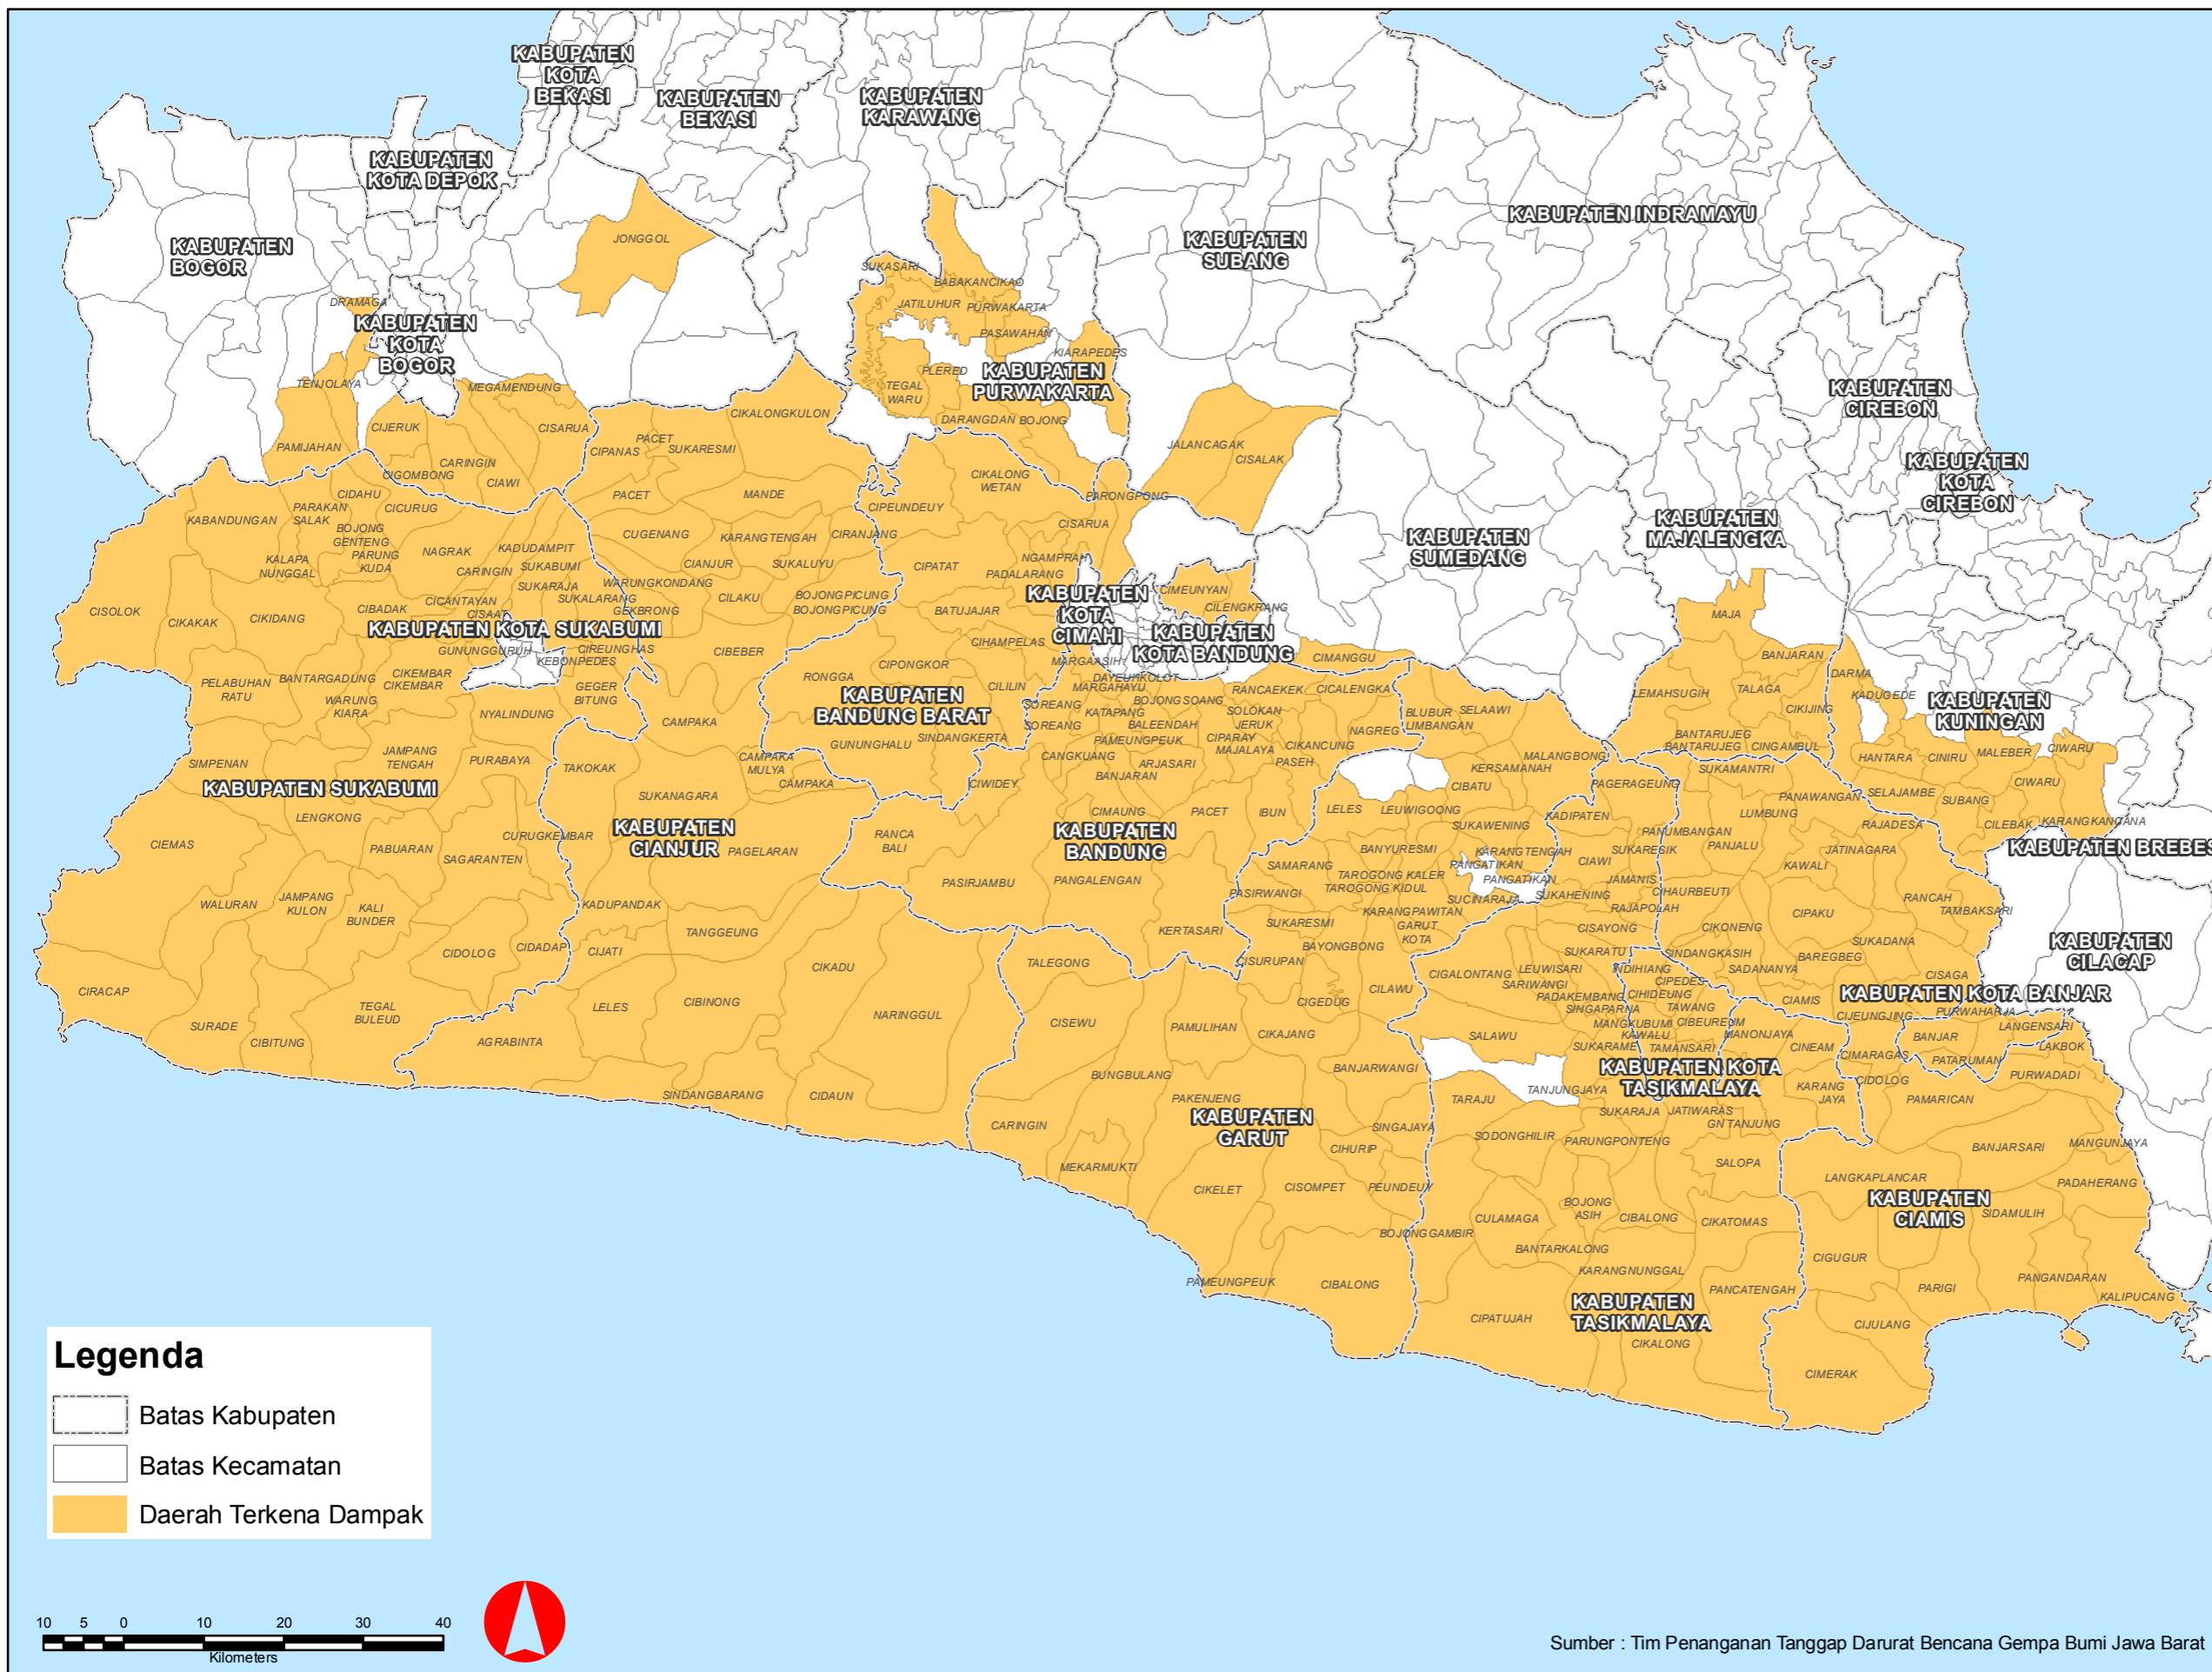 KABUPATEN
KOTA
BEKASI
KABUPATEN
BEKASI
KABUPATEN
KARAWANG
KABUPATEN
KOTA DEPOK
KABUPATEN
BOGOR
JONGGOL
KABUPATEN INDRAMAYU
KABUPATEN
SUBANG
SUKASARI
BABAKANCIKAO
JATILUHUR
PURWAKARTA
PASAWAHAN
KIARAPEDES
DRAMAGA
KABUPATEN
KOTA
BOGOR
PLERED
KABUPATEN
PURWAKARTA
TEGAL
WARU
DARANGDAN
BOJONG
TENJOLAYA
MEGAMENDUNG
CIKALONGKULON
KABUPATEN
CIREBON
CIJERUK
CISARUA
PAMIJAHAN
PACET
CIPANAS
SUKARESMI
JALANCAGAK
CISALAK
CARINGIN
CIGOMBONG
CIAWI
CIKALONG
WETAN
KABUPATEN
KOTA
CIREBON
PACET
MANDE
PARONGPONG
CIDAHU
PARAKAN
SALAK
CICURUG
CIPEUNDEUY
KABANDUNGAN
BOJONG
GENTENG
CISARUA
KABUPATEN
MAJALENGKA
KABUPATEN
SUMEDANG
CUGENANG
KARANGTENGAH
CIRANJANG
KALAPA
NUNGGAL
PARUNG
KUDA
NAGRAK
KADUDAMPIT
CARINGIN
SUKABUMI
CIANJUR
SUKALUYU
CIPATAT
NGAMPRAH
PADALARANG
SUKARAJA
WARUNGKONDANG
SUKALARANG
CILAKU
BOJONGPICUNG
BOJONGPICUNG
GEKBRONG
CIMEUNYAN
CILENGKRANG
KABUPATEN
KOTA
CIMAHI
CISOLOK
CIKAKAK
CIKIDANG
CIBADAK
CICANTAYAN
CISAAT
BATUJAJAR
MAJA
KABUPATEN KOTA SUKABUMI
GUNUNGGURUH
CIREUNGHAS
KEBONPEDES
CIBEBER
CIHAMPELAS
KABUPATEN
KOTA BANDUNG
CIMANGGU
BANJARAN
PELABUHAN
RATU
BANTARGADUNG
CIKEMBAR
CIKEMBAR
RONGGA
CIPONGKOR
MARGAASIH
DAYEUHKOLOT
MARGAHAYU
RANCAEKEK
CICALENGKA
DARMA
KADUGEDE
WARUNG
KIARA
GEGER
BITUNG
NYALINDUNG
KABUPATEN
BANDUNG BARAT
CILILIN
SOREANG
SOREANG
KATAPANG
BOJONGSOANG
SOLOKAN
JERUK
BALEENDAH
BLUBUR
LIMBANGAN
SELAAWI
LEMAHSUGIH
TALAGA
CIKIJING
KABUPATEN
KUNINGAN
CAMPAKA
NAGREG
GUNUNGHALU
SINDANGKERTA
PAMEUNGPEUK
CIPARAY
MAJALAYA
CIKANCUNG
BANTARUJEG
BANTARUJEG
CINGAMBUL
SIMPENAN
JAMPANG
TENGAH
PURABAYA
TAKOKAK
CAMPAKA
MULYA
CAMPAKA
CANGKUANG
ARJASARI
BANJARAN
PASEH
MALANGBONG
KERSAMANAH
HANTARA
CINIRU
MALEBER
CIWARU
KABUPATEN SUKABUMI
CIWIDEY
CIBATU
PAGERAGEUNG
SUKAMANTRI
CIWARU
SUKANAGARA
PANAWANGAN
SELAJAMBE
SUBANG
LENGKONG
CIMAUNG
PACET
IBUN
LELES
LEUWIGOONG
KADIPATEN
LUMBUNG
CILEBAK
KARANGKANCANA
CIEMAS
CURUGKEMBAR
KABUPATEN
CIANJUR
RANCA
BALI
KABUPATEN
BANDUNG
SUKAWENING
PANUMBANGAN
RAJADESA
PABUARAN
SAGARANTEN
PAGELARAN
BANYURESMI
KARANGTENGAH
PANGATIKAN
PANGATIKAN
CIAWI
SUKARESIK
PANJALU
JATINAGARA
KABUPATEN BREBES
PASIRJAMBU
PANGALENGAN
SAMARANG
TAROGONG KALER
TAROGONG KIDUL
JAMANIS
KAWALI
WALURAN
JAMPANG
KULON
KALI
BUNDER
KADUPANDAK
PASIRWANGI
SUCINARAJA
SUKAHENING
CIHAURBEUTI
RANCAH
TANGGEUNG
KERTASARI
SUKARESMI
KARANGPAWITAN
GARUT
KOTA
RAJAPOLAH
CISAYONG
CIPAKU
TAMBAKSARI
CIDOLOG
CIDADAP
CIJATI
BAYONGBONG
CIKONENG
KABUPATEN
CILACAP
CISURUPAN
SUKARATU
SINDANGKASIH
BAREGBEG
SUKADANA
CIKADU
TALEGONG
CIGALONTANG
LEUWISARI
SARIWANGI
INDIHIANG
SADANANYA
CISAGA
CIRACAP
TEGAL
BULEUD
LELES
CIBINONG
CIGEDUG
CILAWU
PADAKEMBANG
SINGAPARNA
CIPEDES
CIHIDEUNG
TAWANG
CIAMIS
KABUPATEN KOTA BANJAR
NARINGGUL
CISEWU
PAMULIHAN
CIKAJANG
MANGKUBUMI
CIBEUREUM
KAWALU
CIJEUNGJING
PURWAHARJA
LANGENSARI
SURADE
CIBITUNG
AGRABINTA
SALAWU
SUKARAME
TAMANSARI
MANONJAYA
CINEAM
CIMARAGAS
BANJAR
PATARUMAN
LAKBOK
SINDANGBARANG
CIDAUN
BUNGBULANG
BANJARWANGI
KABUPATEN KOTA
TASIKMALAYA
TANJUNGJAYA
KARANG
JAYA
CIDOLOG
PURWADADI
PAKENJENG
TARAJU
SUKARAJA
JATIWARAS
PAMARICAN
CARINGIN
KABUPATEN
GARUT
SINGAJAYA
GN TANJUNG
SODONGHILIR
PARUNGPONTENG
BANJARSARI
MANGUNJAYA
CIHURIP
MEKARMUKTI
SALOPA
LANGKAPLANCAR
CIKELET
CISOMPET
PEUNDEUY
PADAHERANG
KABUPATEN
CIAMIS
SIDAMULIH
BOJONG
ASIH
CULAMAGA
CIBALONG
CIKATOMAS
BOJONGGAMBIR
BANTARKALONG
CIGUGUR
PAMEUNGPEUK
CIBALONG
KARANGNUNGGAL
PANCATENGAH
PARIGI
PANGANDARAN
KALIPUCANG
KABUPATEN
TASIKMALAYA
CIPATUJAH
CIKALONG
CIJULANG
CIMERAK
Legenda
Batas Kabupaten
Batas Kecamatan
Daerah Terkena Dampak
10 5 0 10 20 30 40
Kilometers
Sumber : Tim Penanganan Tanggap Darurat Bencana Gempa Bumi Jawa Barat